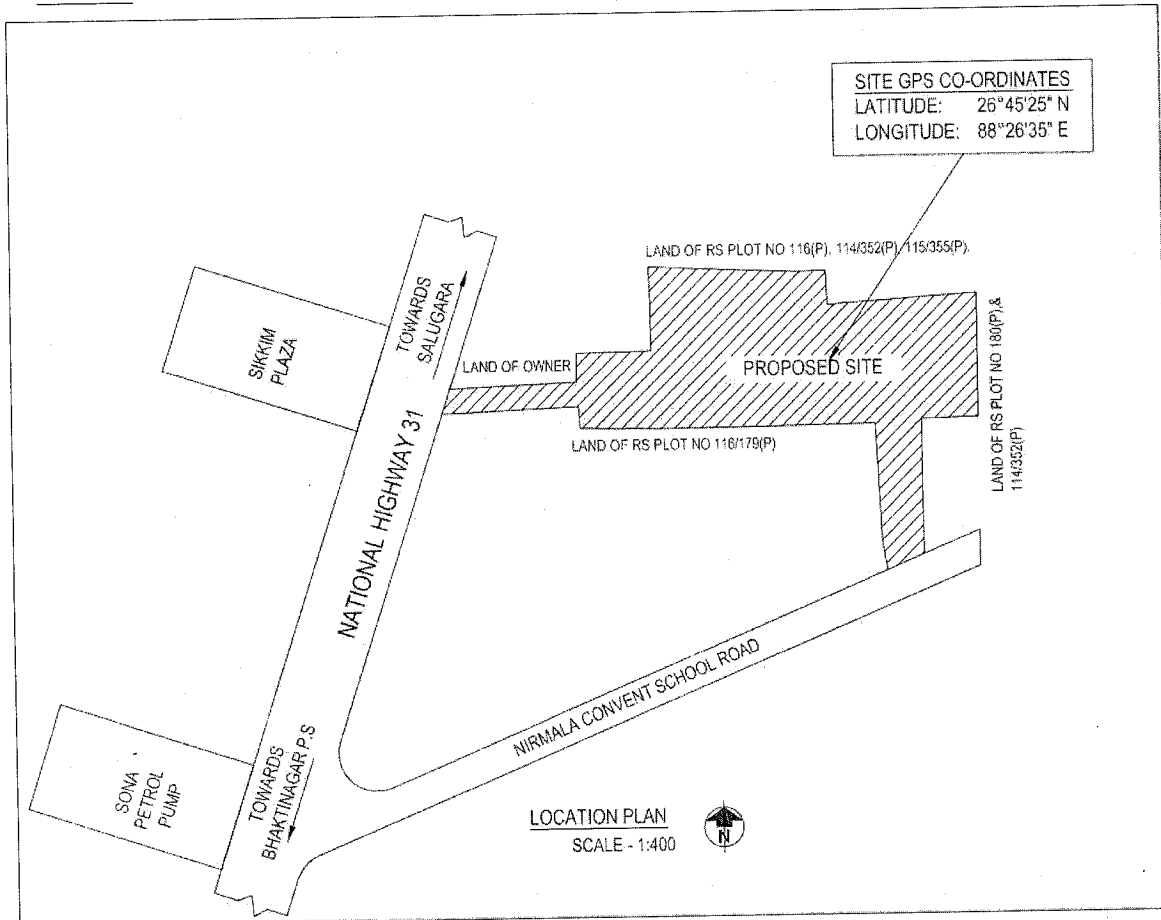 SITE GPS CO-ORDINATES
LATITUDE: 26°45'25" N
LONGITUDE: 88°26'35" E
LAND OF RS PLOT NO 116(P), 114/352(P), 115/355(P).
TOWARDS
SALUGARA
SIKKIM
PLAZA
LAND OF OWNER
PROPOSED SITE
LAND OF RS PLOT NO 180(P),&
114/352(P)
LAND OF RS PLOT NO 116/179(P)
NATIONAL HIGHWAY 31
NIRMALA CONVENT SCHOOL ROAD
SONA
PETROL
PUMP
TOWARDS
BHAKTINAGAR P.S
LOCATION PLAN
SCALE - 1:400
N